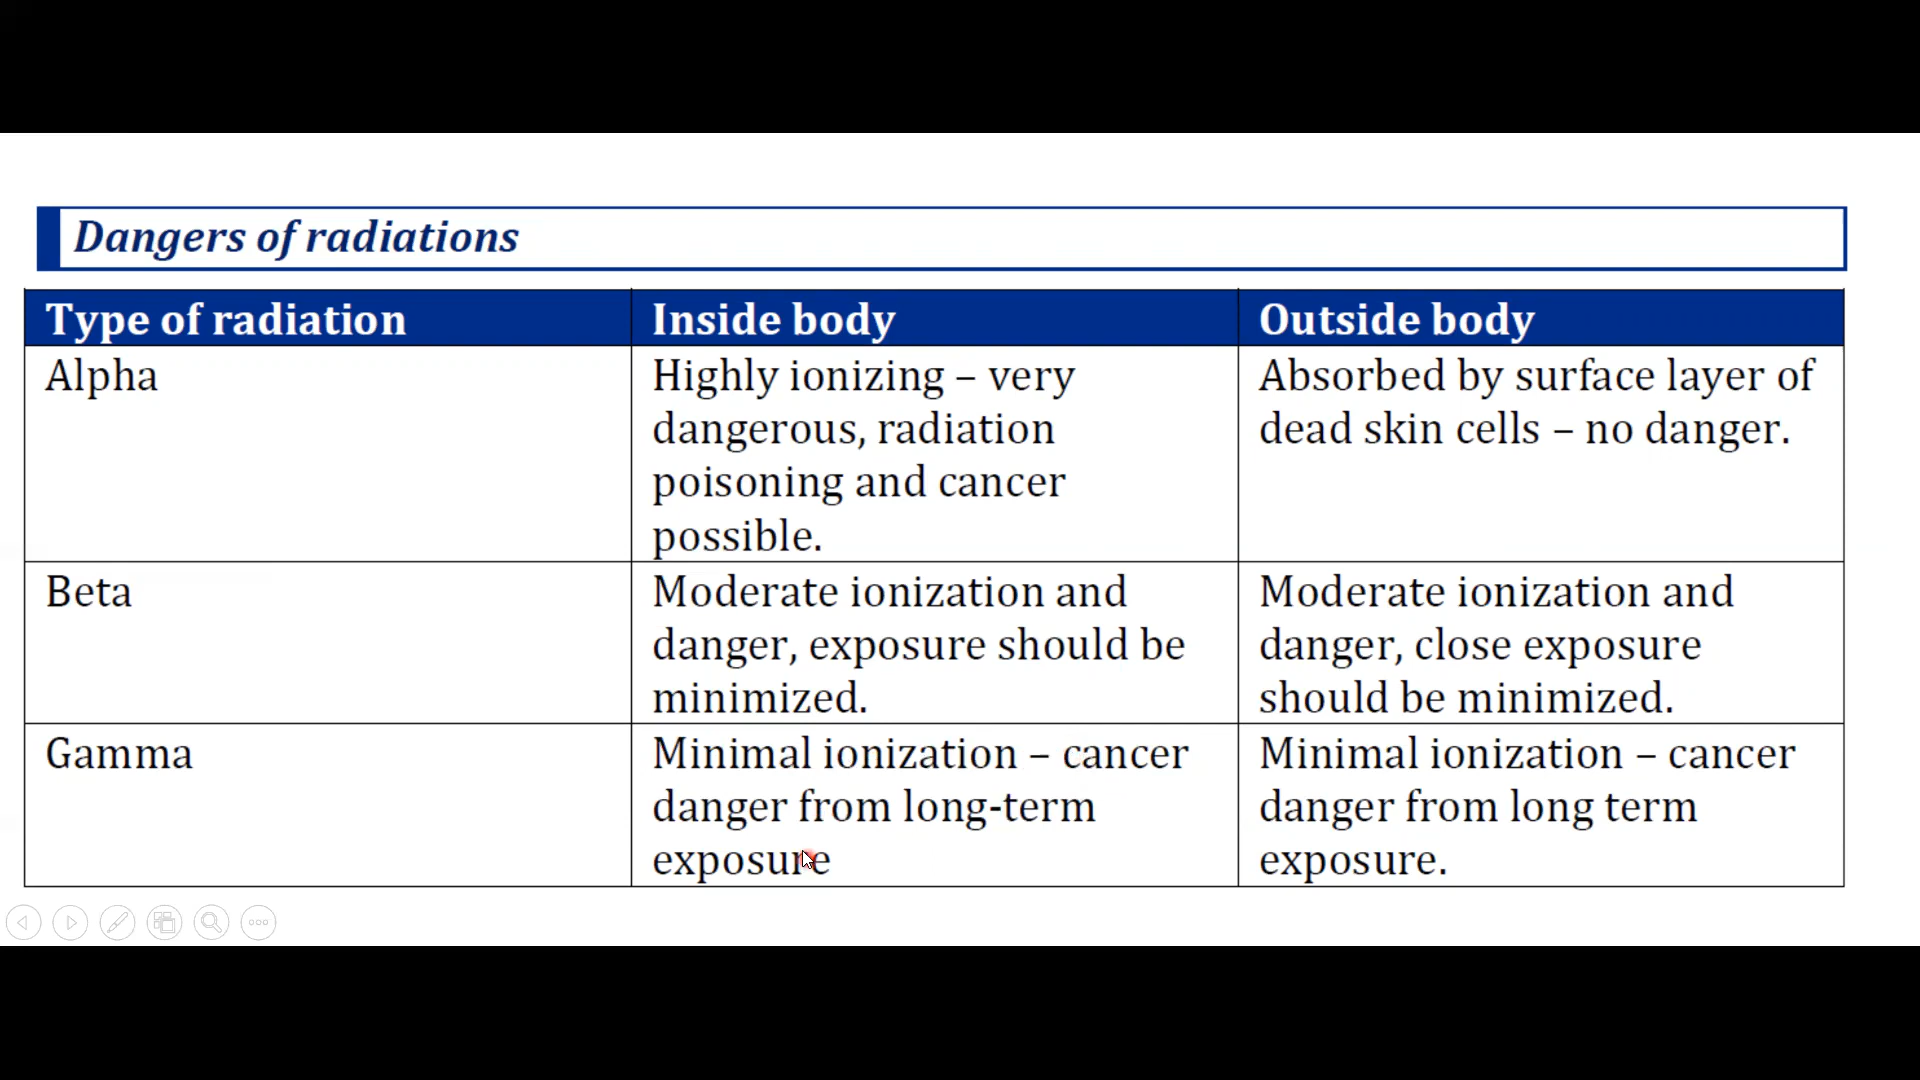 Dangers of radiations
Type of radiation
Inside body
Outside body
Alpha
Highly ionizing – very
dangerous, radiation
poisoning and cancer
possible.
Absorbed by surface layer of
dead skin cells – no danger.
Beta
Moderate ionization and
danger, exposure should be
minimized.
Moderate ionization and
danger, close exposure
should be minimized.
Gamma
Minimal ionization – cancer
danger from long-term
exposure
Minimal ionization – cancer
danger from long term
exposure.